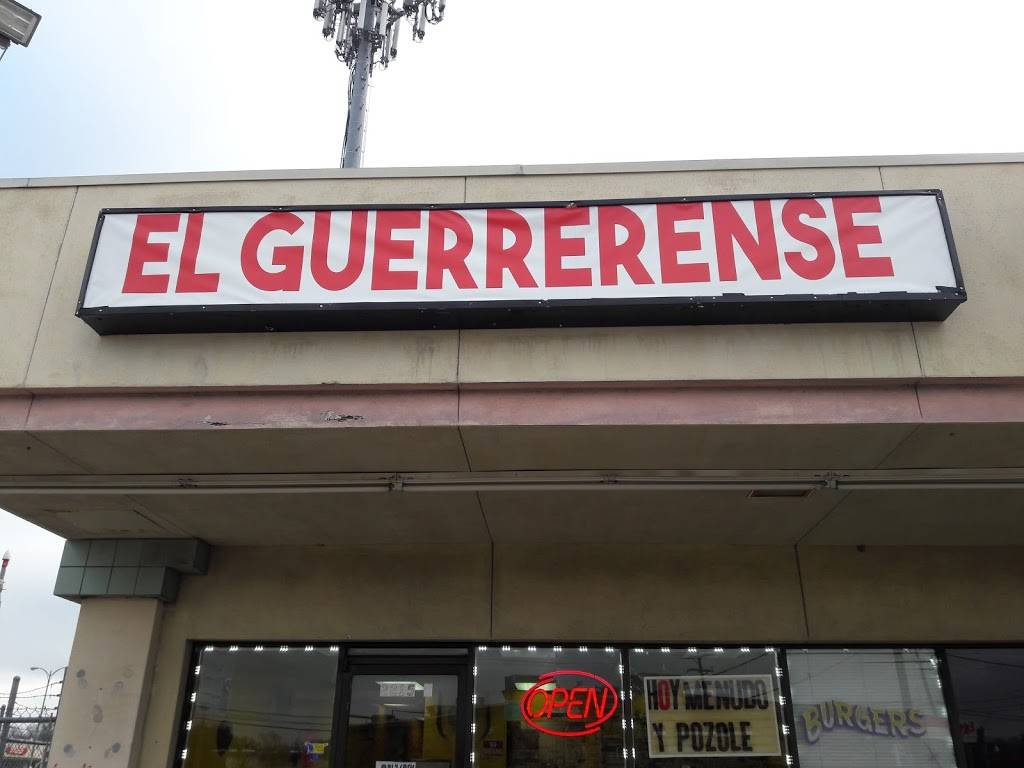 EL GUERRERENSE
OPEN
HOY MENUDO
Y POZOLE
BURGERS